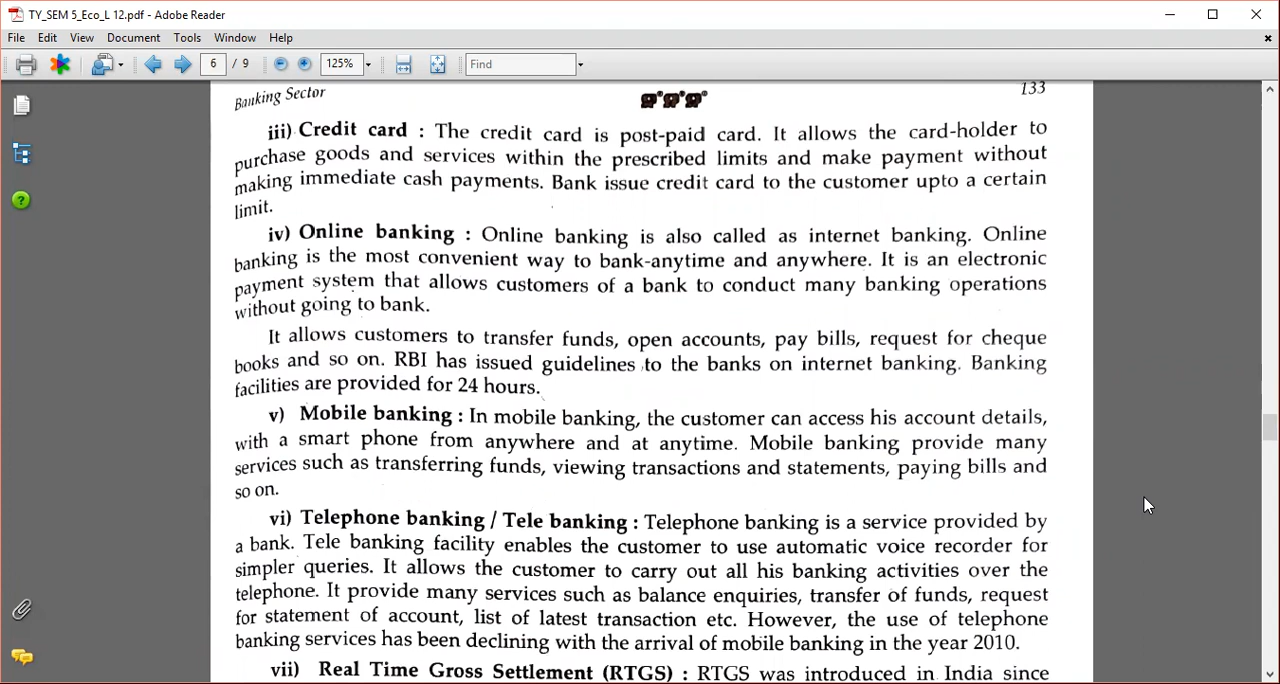 TY_SEM 5_Eco_L 12.pdf - Adobe Reader
File Edit View Document Tools Window Help
6 / 9 125% Find
Banking Sector 133
iii) Credit card : The credit card is post-paid card. It allows the card-holder to
purchase goods and services within the prescribed limits and make payment without
making immediate cash payments. Bank issue credit card to the customer upto a certain
limit.
iv) Online banking : Online banking is also called as internet banking. Online
banking is the most convenient way to bank-anytime and anywhere. It is an electronic
payment system that allows customers of a bank to conduct many banking operations
without going to bank.
It allows customers to transfer funds, open accounts, pay bills, request for cheque
books and so on. RBI has issued guidelines to the banks on internet banking. Banking
facilities are provided for 24 hours.
v) Mobile banking : In mobile banking, the customer can access his account details,
with a smart phone from anywhere and at anytime. Mobile banking provide many
services such as transferring funds, viewing transactions and statements, paying bills and
so on.
vi) Telephone banking / Tele banking : Telephone banking is a service provided by
a bank. Tele banking facility enables the customer to use automatic voice recorder for
simpler queries. It allows the customer to carry out all his banking activities over the
telephone. It provide many services such as balance enquiries, transfer of funds, request
for statement of account, list of latest transaction etc. However, the use of telephone
banking services has been declining with the arrival of mobile banking in the year 2010.
vii) Real Time Gross Settlement (RTGS) : RTGS was introduced in India since